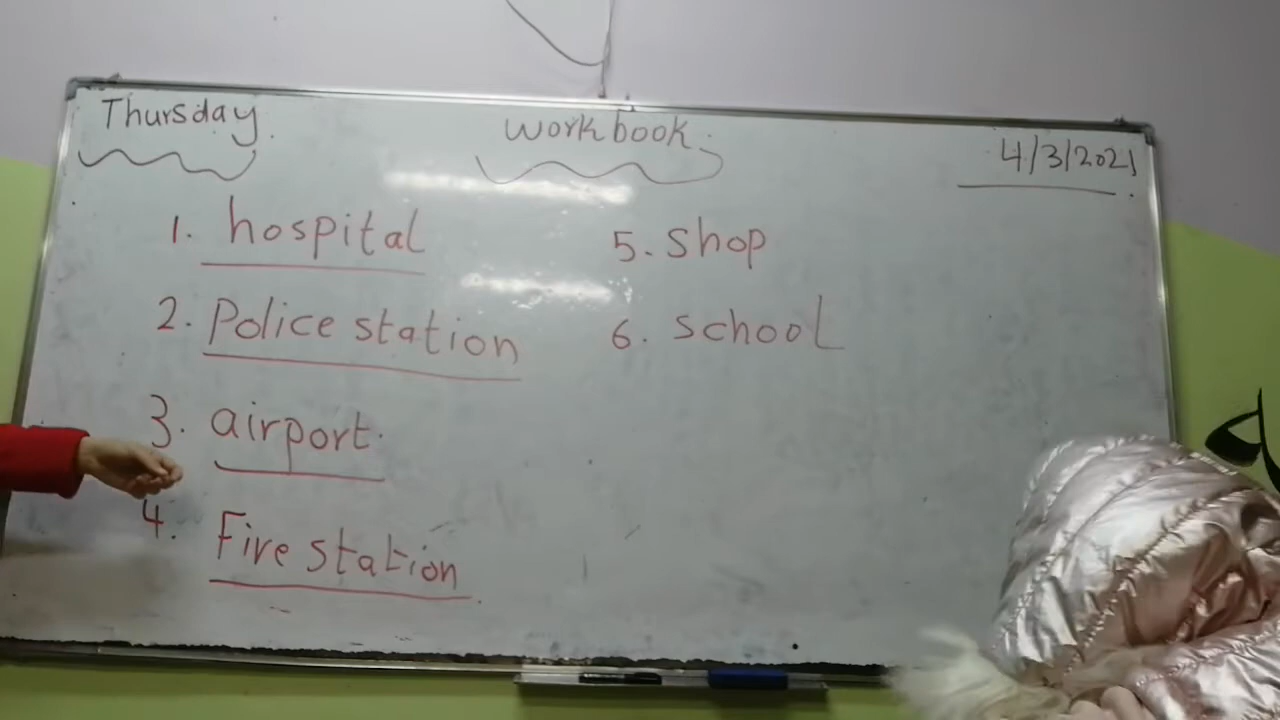 Thursday.
workbook.
4/3/2021
1. hospital
2. Police station
3. airport.
4. Fire station
5. shop
6. school